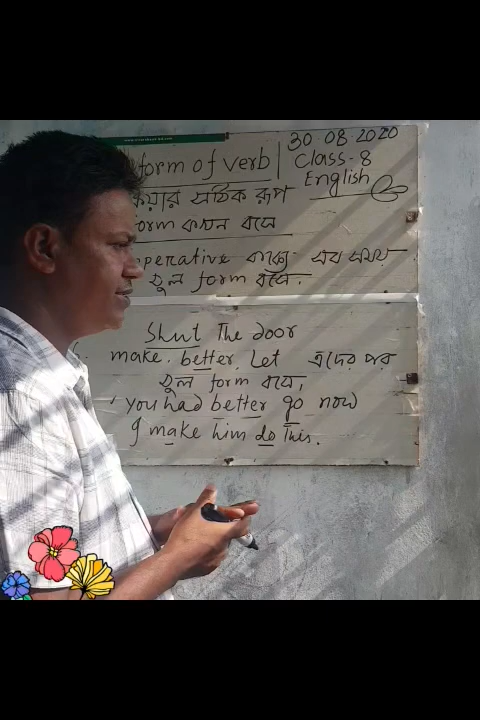 30 08 2020
form of verb | Class-8
ক্রিয়ার সঠিক রূপ English
form কখন বসে
perative বাক্যে সব সময়
মূল form বসে.
Shut The door
make. better. Let এদের পর
মূল form বসে,
you had better go now
I make him do This.